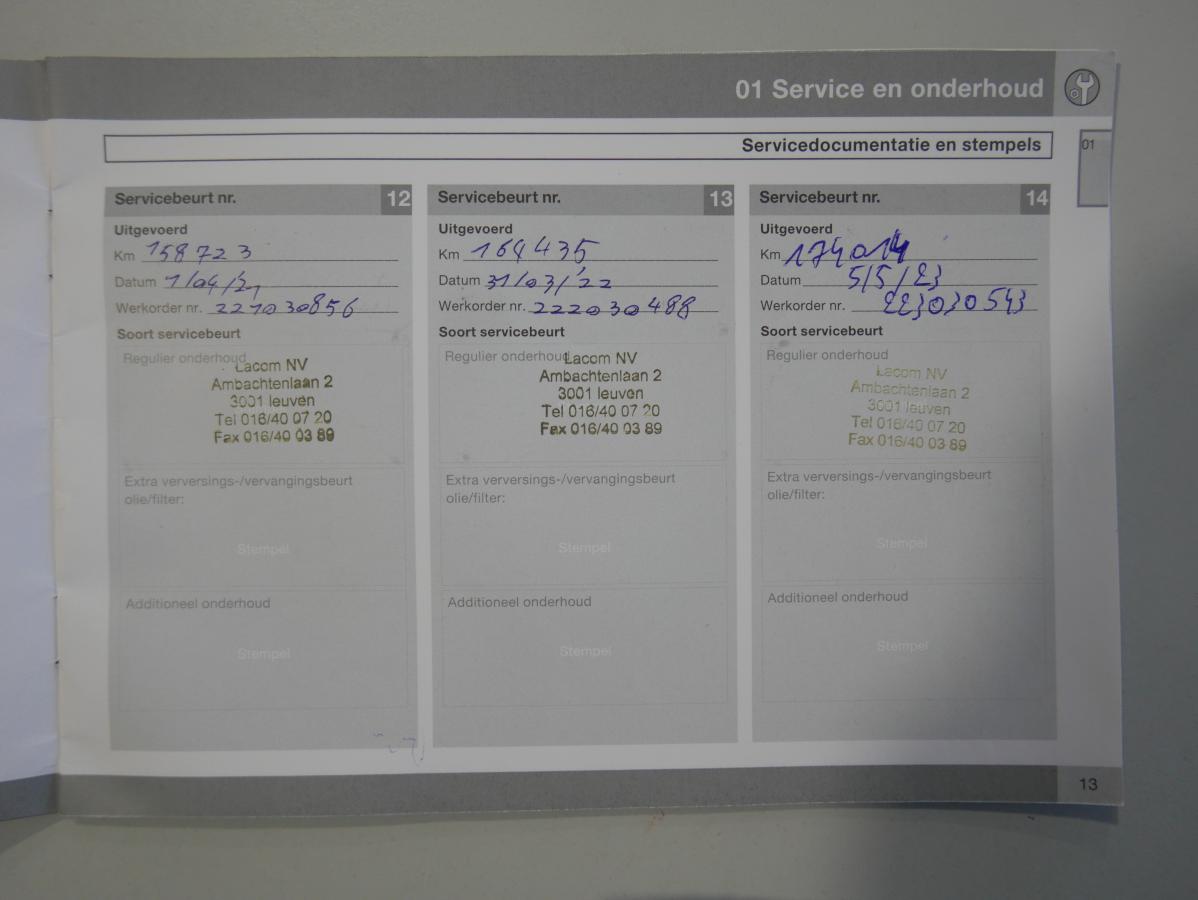 01 Service en onderhoud
Servicedocumentatie en stempels
01
Servicebeurt nr. 12
Uitgevoerd
Km 158723
Datum 1/04/21
Werkorder nr. 221030856
Soort servicebeurt
Regulier onderhoud
Lacom NV
Ambachtenlaan 2
3001 leuven
Tel 016/40 07 20
Fax 016/40 03 89
Extra verversings-/vervangingsbeurt
olie/filter:
Stempel
Additioneel onderhoud
Stempel
Servicebeurt nr. 13
Uitgevoerd
Km 164435
Datum 31/03/22
Werkorder nr. 222030488
Soort servicebeurt
Regulier onderhoud
Lacom NV
Ambachtenlaan 2
3001 leuven
Tel 016/40 07 20
Fax 016/40 03 89
Extra verversings-/vervangingsbeurt
olie/filter:
Stempel
Additioneel onderhoud
Stempel
Servicebeurt nr. 14
Uitgevoerd
Km 174014
Datum 5/5/23
Werkorder nr. 223030543
Soort servicebeurt
Regulier onderhoud
Lacom NV
Ambachtenlaan 2
3001 leuven
Tel 016/40 07 20
Fax 016/40 03 89
Extra verversings-/vervangingsbeurt
olie/filter:
Stempel
Additioneel onderhoud
Stempel
13